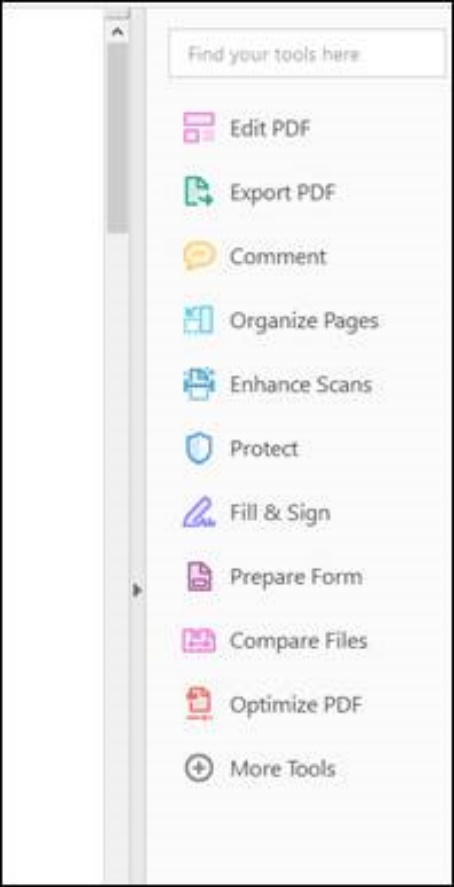 Find your tools here
Edit PDF
Export PDF
Comment
Organize Pages
Enhance Scans
Protect
Fill & Sign
Prepare Form
Compare Files
Optimize PDF
More Tools